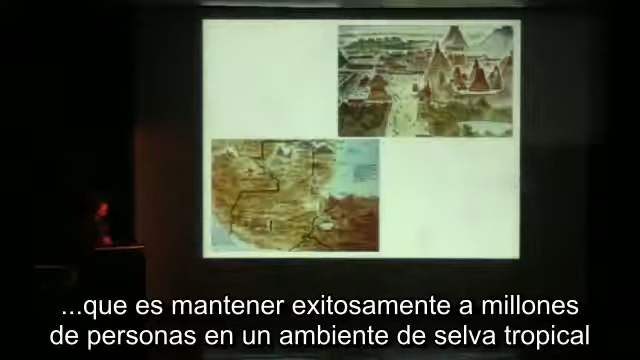 ...que es mantener exitosamente a millones
de personas en un ambiente de selva tropical